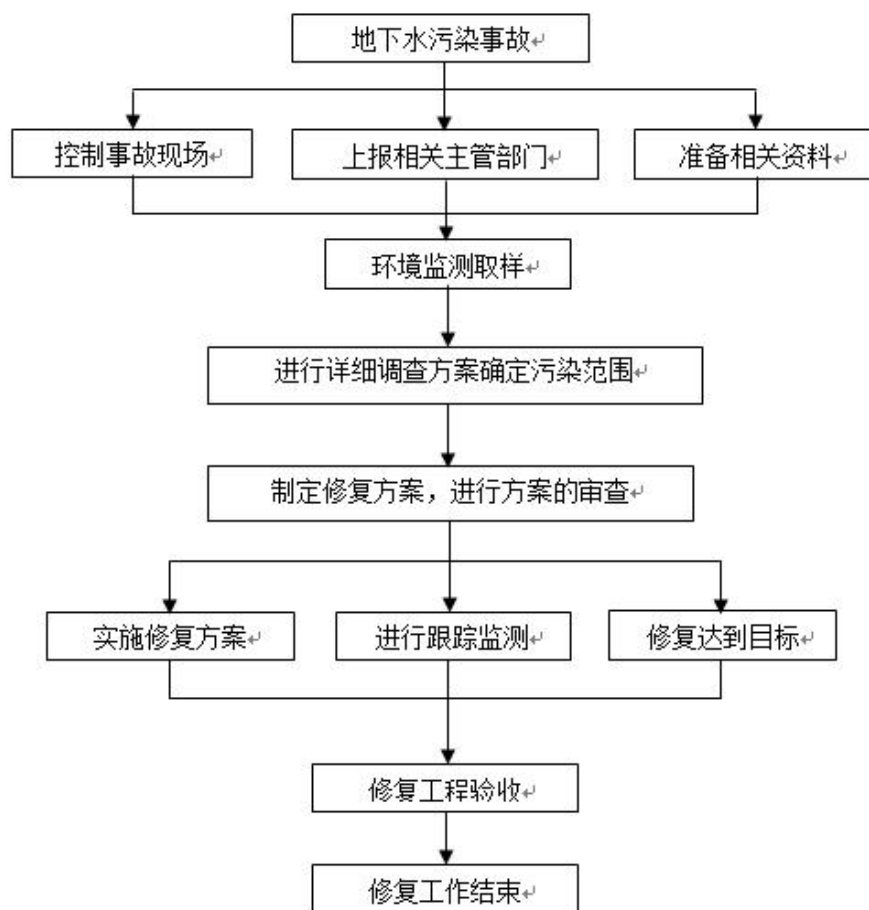 地下水污染事故
控制事故现场
上报相关主管部门
准备相关资料
环境监测取样
进行详细调查方案确定污染范围
制定修复方案，进行方案的审查
实施修复方案
进行跟踪监测
修复达到目标
修复工程验收
修复工作结束